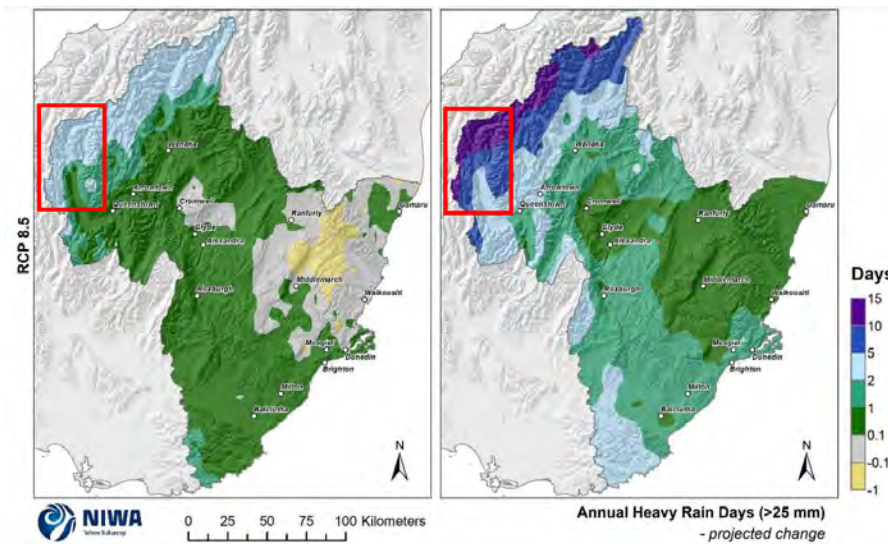 RCP 8.5
Wanaka
Arrowtown
Queenstown
Cromwell
Clyde
Alexandra
Ranfurly
Oamaru
Roxburgh
Middlemarch
Waikouaiti
Mosgiel
Dunedin
Brighton
Milton
Balclutha
N
Wanaka
Arrowtown
Queenstown
Cromwell
Clyde
Alexandra
Ranfurly
Oamaru
Roxburgh
Middlemarch
Waikouaiti
Mosgiel
Dunedin
Brighton
Milton
Balclutha
N
Days
15
10
5
2
1
0.1
-0.1
-1
NIWA
Taihoro Nukurangi
0 25 50 75 100 Kilometers
Annual Heavy Rain Days (>25 mm)
- projected change